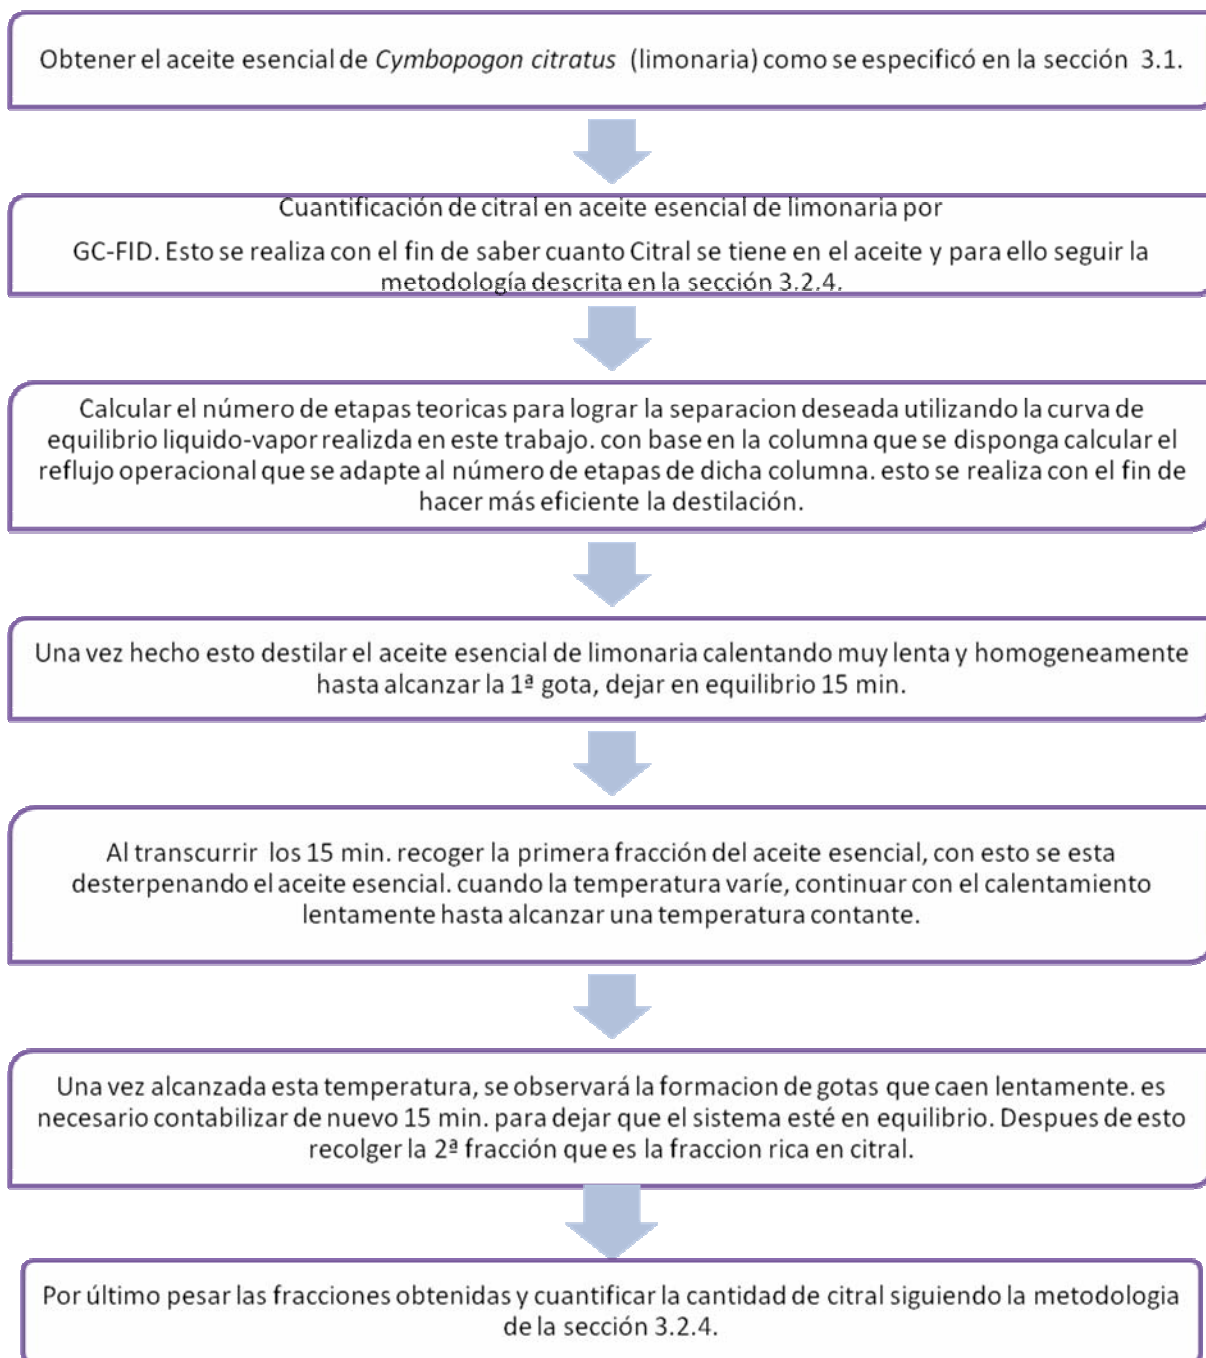 Obtener el aceite esencial de Cymbopogon citratus (limonaria) como se especificó en la sección 3.1.
Cuantificación de citral en aceite esencial de limonaria por
GC-FID. Esto se realiza con el fin de saber cuanto Citral se tiene en el aceite y para ello seguir la
metodología descrita en la sección 3.2.4.
Calcular el número de etapas teoricas para lograr la separacion deseada utilizando la curva de
equilibrio liquido-vapor realizda en este trabajo. con base en la columna que se disponga calcular el
reflujo operacional que se adapte al número de etapas de dicha columna. esto se realiza con el fin de
hacer más eficiente la destilación.
Una vez hecho esto destilar el aceite esencial de limonaria calentando muy lenta y homogeneamente
hasta alcanzar la 1ª gota, dejar en equilibrio 15 min.
Al transcurrir los 15 min. recoger la primera fracción del aceite esencial, con esto se esta
desterpenando el aceite esencial. cuando la temperatura varíe, continuar con el calentamiento
lentamente hasta alcanzar una temperatura contante.
Una vez alcanzada esta temperatura, se observará la formacion de gotas que caen lentamente. es
necesario contabilizar de nuevo 15 min. para dejar que el sistema esté en equilibrio. Despues de esto
recolger la 2ª fracción que es la fraccion rica en citral.
Por último pesar las fracciones obtenidas y cuantificar la cantidad de citral siguiendo la metodologia
de la sección 3.2.4.